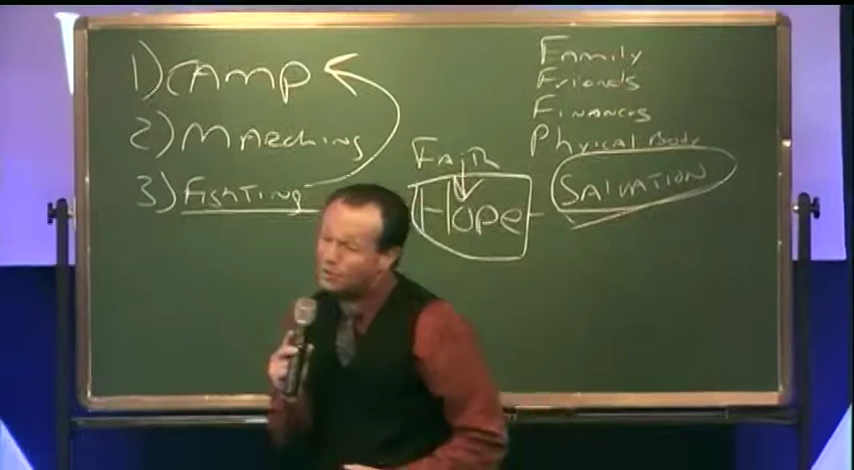 1) CAMP
2) MARching
3) Fighting
Family
Friends
Finances
Physical Body
SALVATION
FAITH
Hope